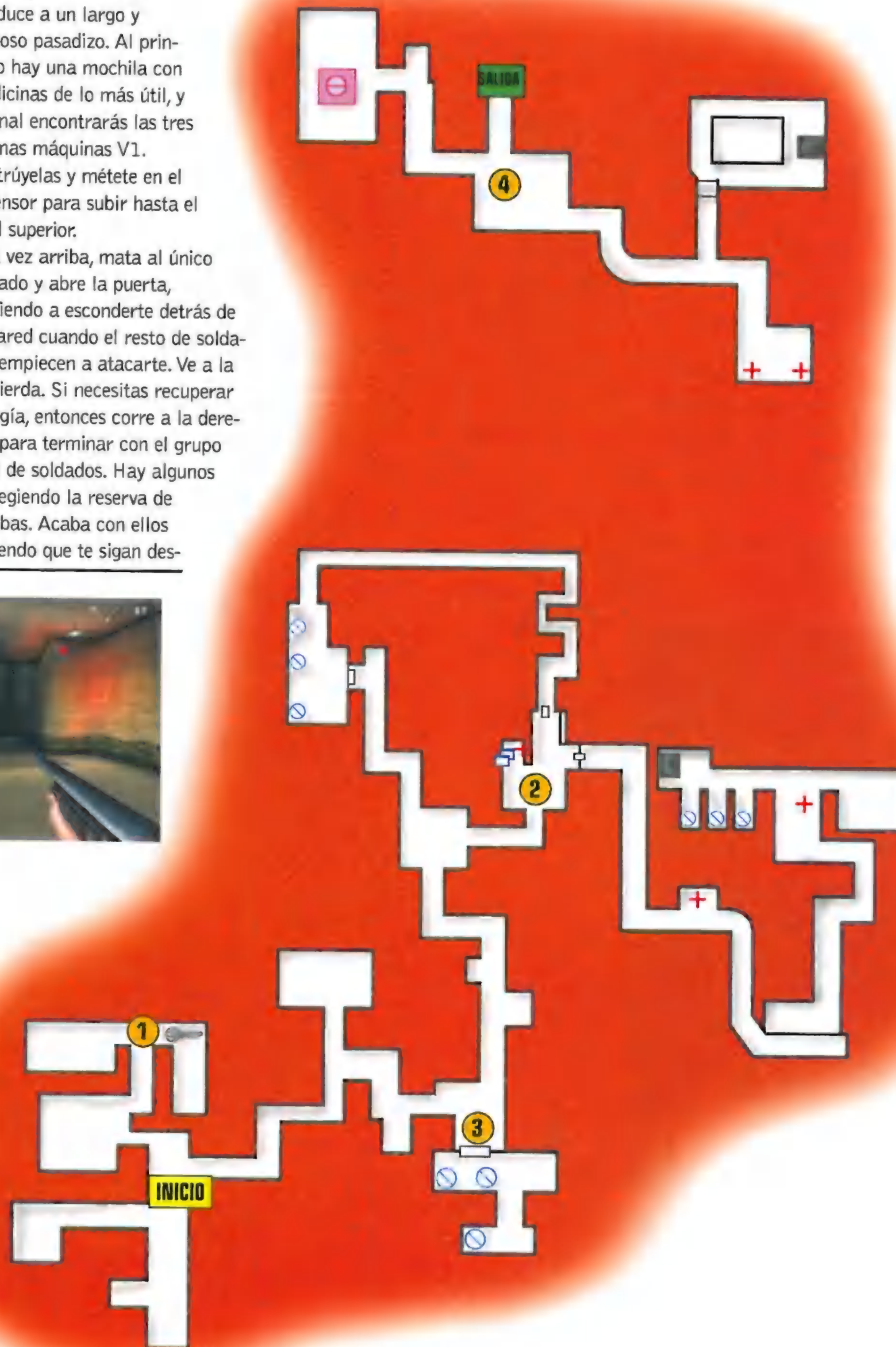 duce a un largo y
oso pasadizo. Al prin-
o hay una mochila con
licinas de lo más útil, y
nal encontrarás las tres
mas máquinas V1.
trúyelas y métete en el
ensor para subir hasta el
l superior.
vez arriba, mata al único
ado y abre la puerta,
iendo a esconderte detrás de
ared cuando el resto de solda-
empiecen a atacarte. Ve a la
ierda. Si necesitas recuperar
gía, entonces corre a la dere-
para terminar con el grupo
de soldados. Hay algunos
egiendo la reserva de
bas. Acaba con ellos
endo que te sigan des-
SALIDA
4
2
1
3
INICIO